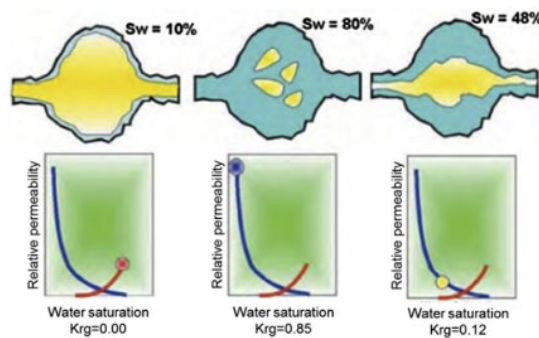 Sw = 10%
Sw = 80%
Sw = 48%
Relative permeability
Relative permeability
Relative permeability
Water saturation
Krg=0.00
Water saturation
Krg=0.85
Water saturation
Krg=0.12